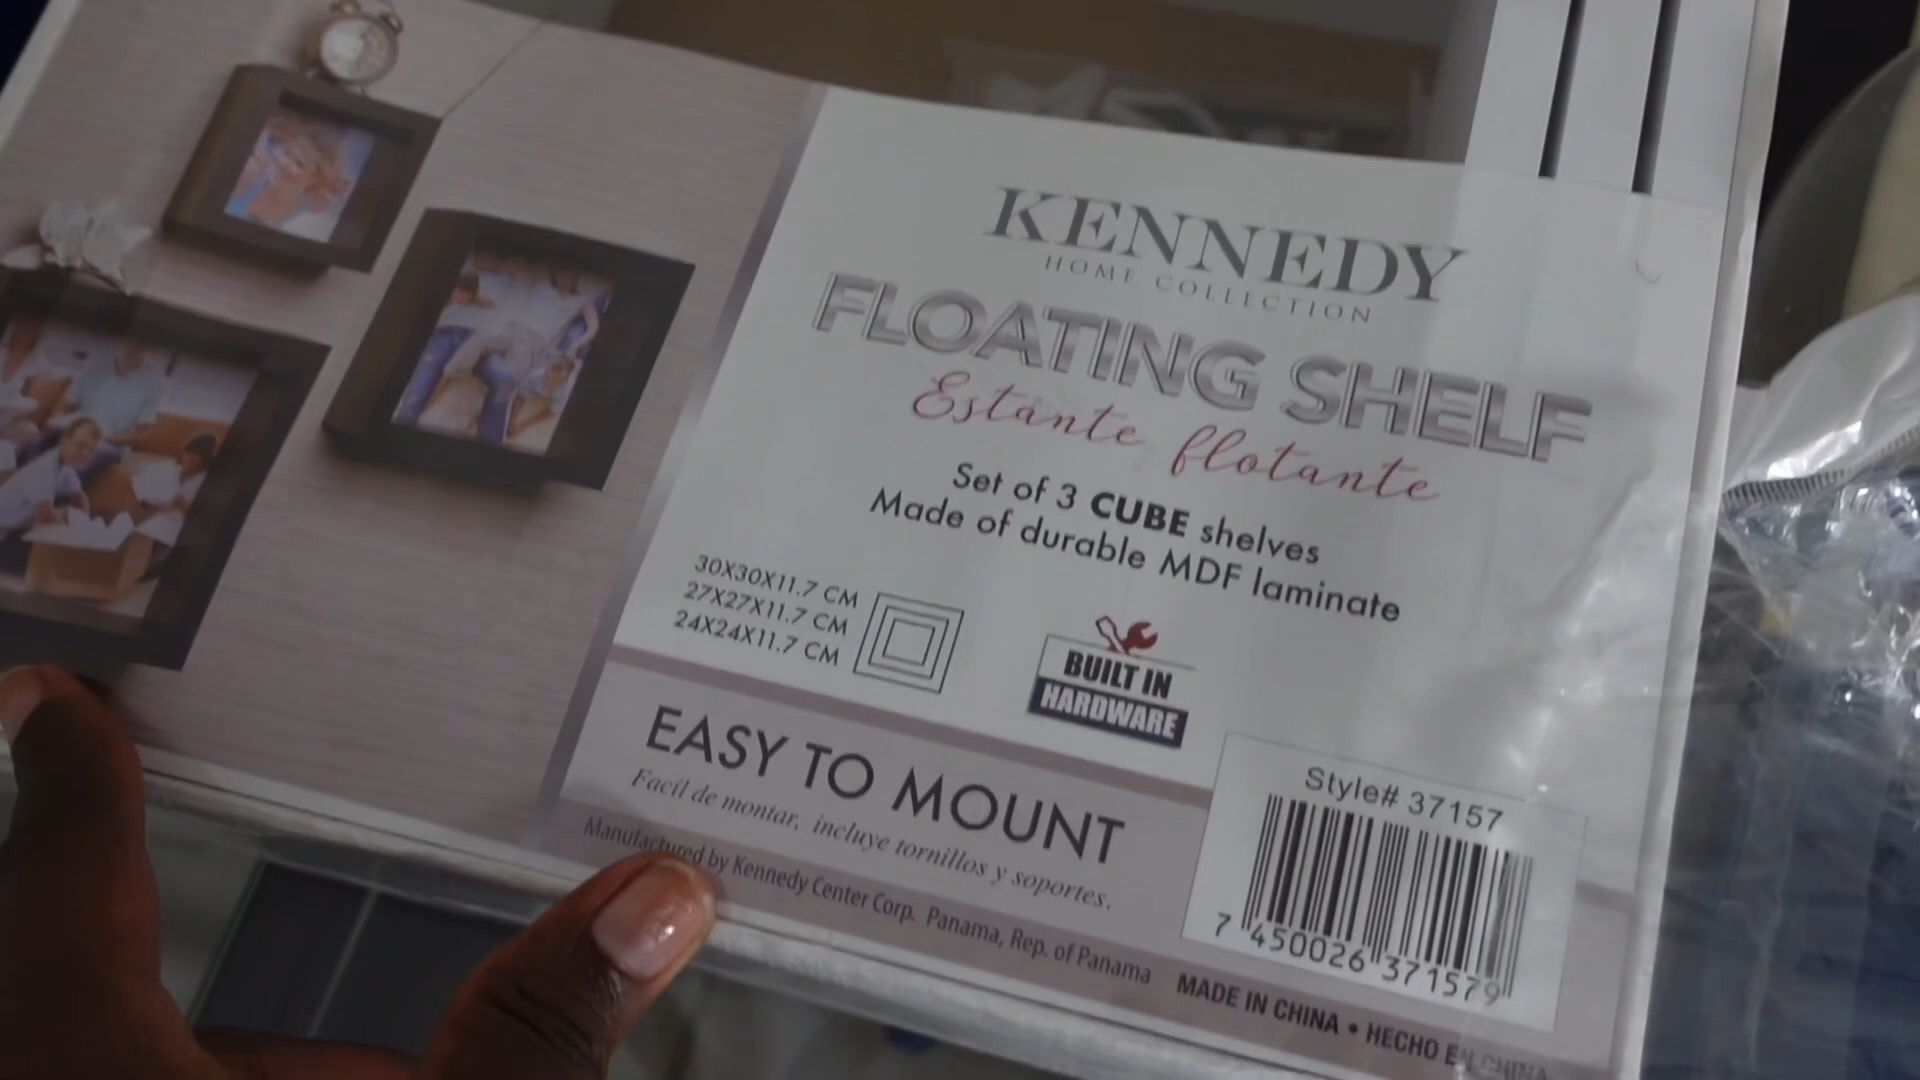 KENNEDY
HOME COLLECTION
FLOATING SHELF
Estante flotante
Set of 3 CUBE shelves
Made of durable MDF laminate
30X30X11.7 CM
27X27X11.7 CM
24X24X11.7 CM
BUILT IN
HARDWARE
EASY TO MOUNT
Facíl de montar, incluye tornillos y soportes.
Manufactured by Kennedy Center Corp. Panama, Rep. of Panama
MADE IN CHINA • HECHO EN CHINA
Style# 37157
7 450026 371579